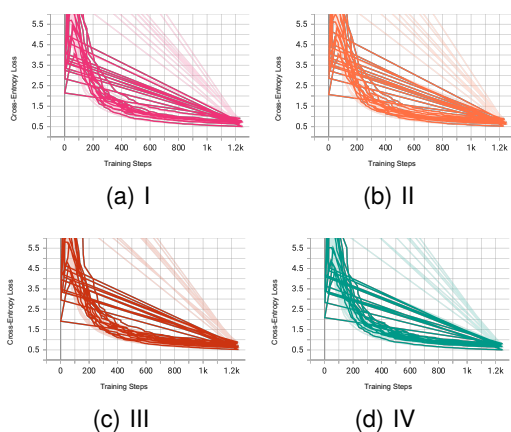 5.5 5.5
4.5 4.5
3.5 3.5
2.5 2.5
1.5 1.5
0.5 0.5
Cross-Entropy Loss Cross-Entropy Loss
0 200 400 600 800 1k 1.2k 0 200 400 600 800 1k 1.2k
Training Steps Training Steps
(a) I (b) II
5.5 5.5
4.5 4.5
3.5 3.5
2.5 2.5
1.5 1.5
0.5 0.5
Cross-Entropy Loss Cross-Entropy Loss
0 200 400 600 800 1k 1.2k 0 200 400 600 800 1k 1.2k
Training Steps Training Steps
(c) III (d) IV